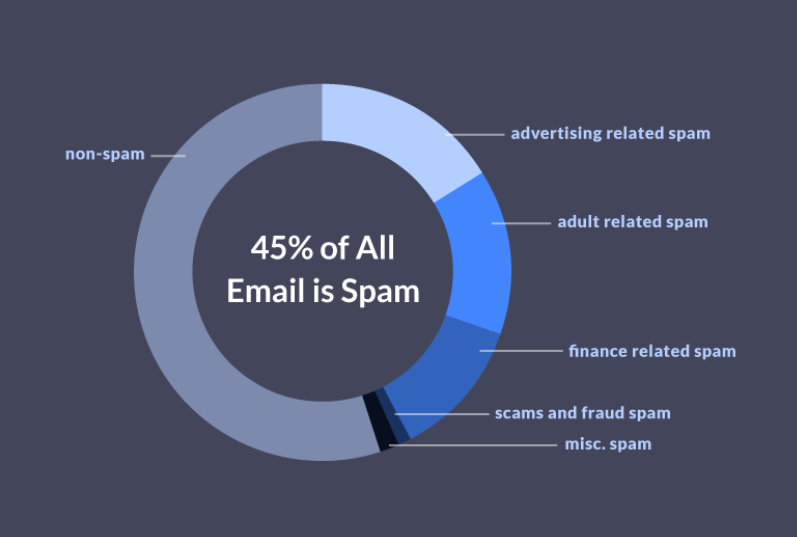 advertising related spam
non-spam
adult related spam
45% of All
Email is Spam
finance related spam
scams and fraud spam
misc. spam